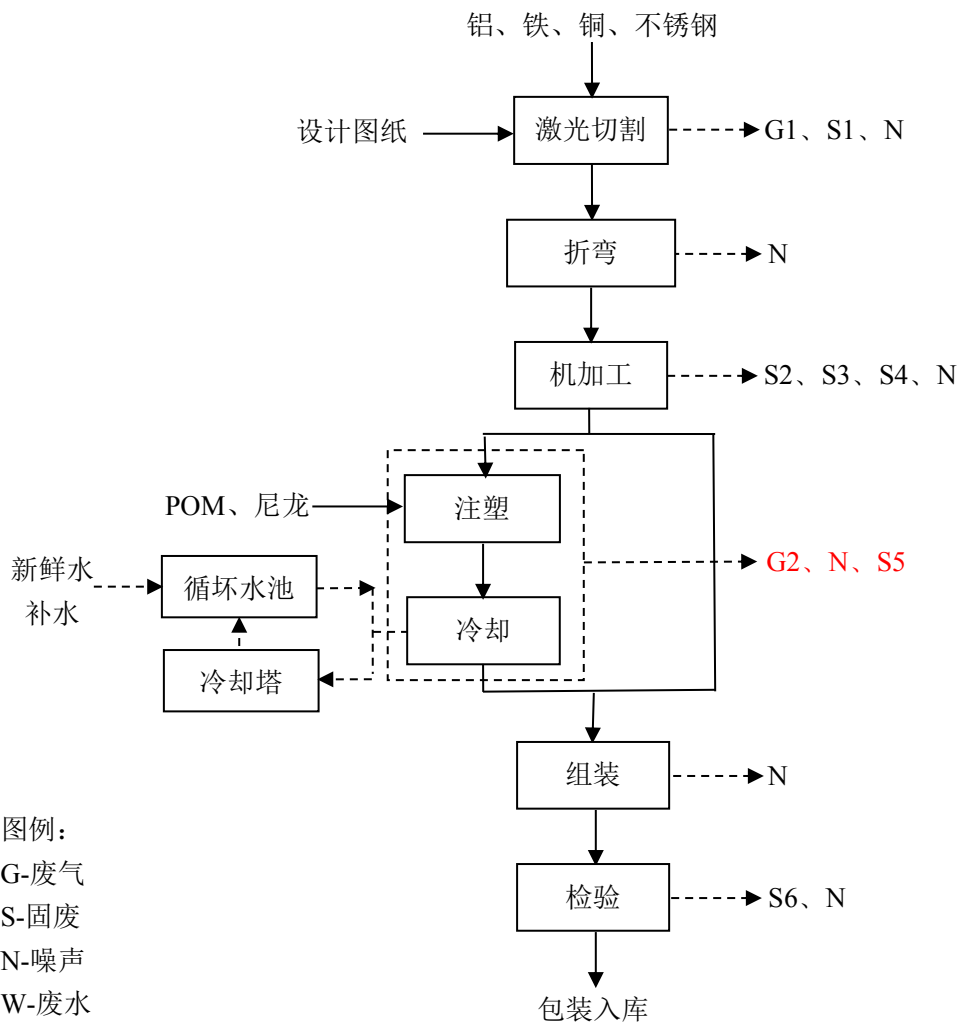 铝、铁、铜、不锈钢
设计图纸
激光切割
G1、S1、N
折弯
N
机加工
S2、S3、S4、N
POM、尼龙
注塑
G2、N、S5
新鲜水
补水
循坏水池
冷却
冷却塔
组装
N
图例：
G-废气
S-固废
N-噪声
W-废水
检验
S6、N
包装入库